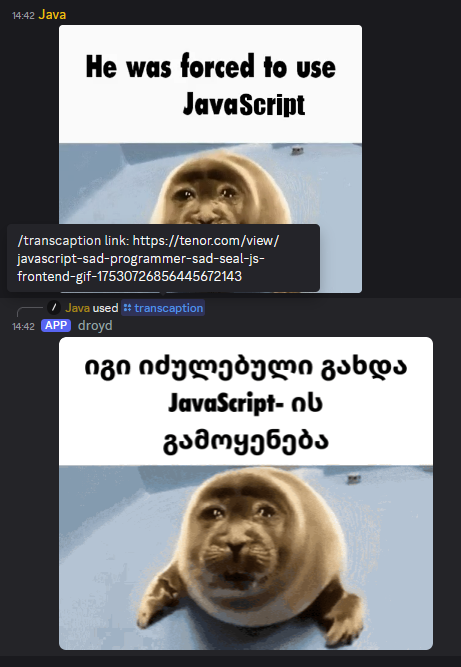 14:42 Java
He was forced to use
JavaScript
/transcaption link: https://tenor.com/view/
javascript-sad-programmer-sad-seal-js-
frontend-gif-17530726856445672143
/ Java used transcaption
14:42 APP droyd
იგი იძულებული გახდა
JavaScript- ის
გამოყენება